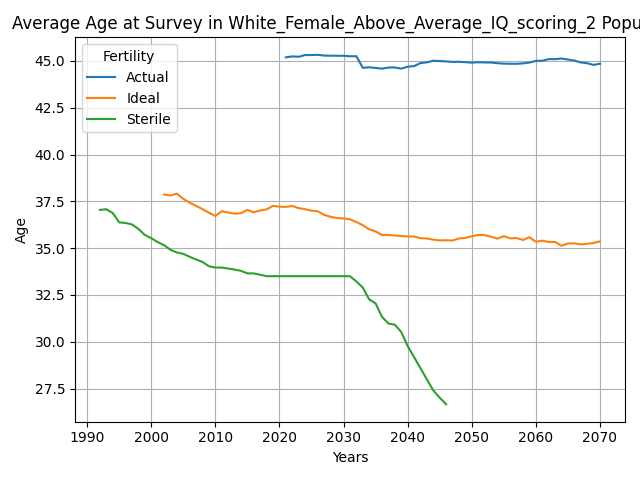 Average Age at Survey in White_Female_Above_Average_IQ_scoring_2 Popu
Fertility
Actual
Ideal
Sterile
45.0
42.5
40.0
37.5
35.0
32.5
30.0
27.5
Age
1990 2000 2010 2020 2030 2040 2050 2060 2070
Years